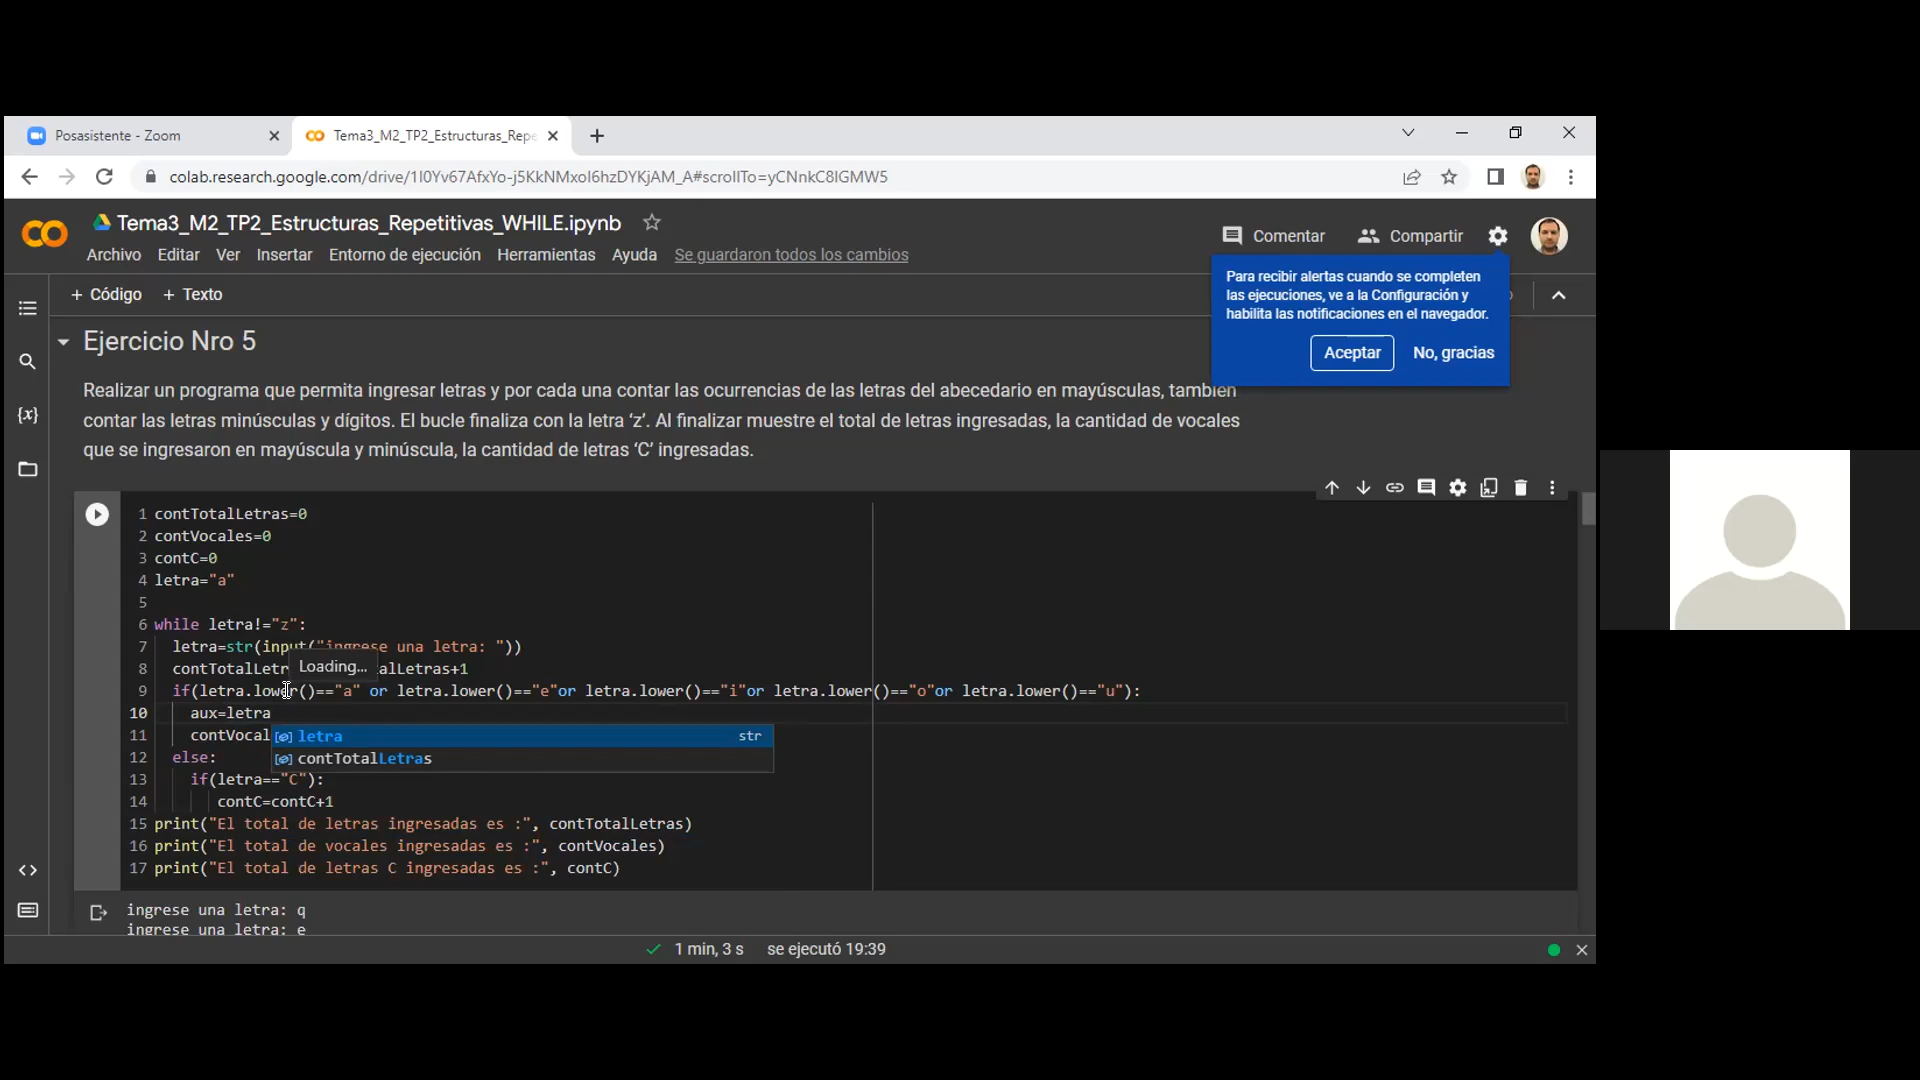 Posasistente - Zoom
Tema3_M2_TP2_Estructuras_Repe
colab.research.google.com/drive/1I0Yv67AfxYo-j5KkNMxoI6hzDYKjAM_A#scrollTo=yCNnkC8IGMW5
CO
Tema3_M2_TP2_Estructuras_Repetitivas_WHILE.ipynb
Comentar
Compartir
Archivo Editar Ver Insertar Entorno de ejecución Herramientas Ayuda Se guardaron todos los cambios
Para recibir alertas cuando se completen
las ejecuciones, ve a la Configuración y
habilita las notificaciones en el navegador.
Aceptar No, gracias
+ Código + Texto
Ejercicio Nro 5
Realizar un programa que permita ingresar letras y por cada una contar las ocurrencias de las letras del abecedario en mayúsculas, también
contar las letras minúsculas y dígitos. El bucle finaliza con la letra ‘z’. Al finalizar muestre el total de letras ingresadas, la cantidad de vocales
que se ingresaron en mayúscula y minúscula, la cantidad de letras ‘C’ ingresadas.
1 contTotalLetras=0
2 contVocales=0
3 contC=0
4 letra="a"
5
6 while letra!="z":
7 letra=str(input("ingrese una letra: "))
8 contTotalLetr Loading... alLetras+1
9 if(letra.lower()=="a" or letra.lower()=="e"or letra.lower()=="i"or letra.lower()=="o"or letra.lower()=="u"):
10 aux=letra
11 contVocal
letra str
contTotalLetras
12 else:
13 if(letra=="C"):
14 contC=contC+1
15 print("El total de letras ingresadas es :", contTotalLetras)
16 print("El total de vocales ingresadas es :", contVocales)
17 print("El total de letras C ingresadas es :", contC)
ingrese una letra: q
ingrese una letra: e
1 min, 3 s se ejecutó 19:39